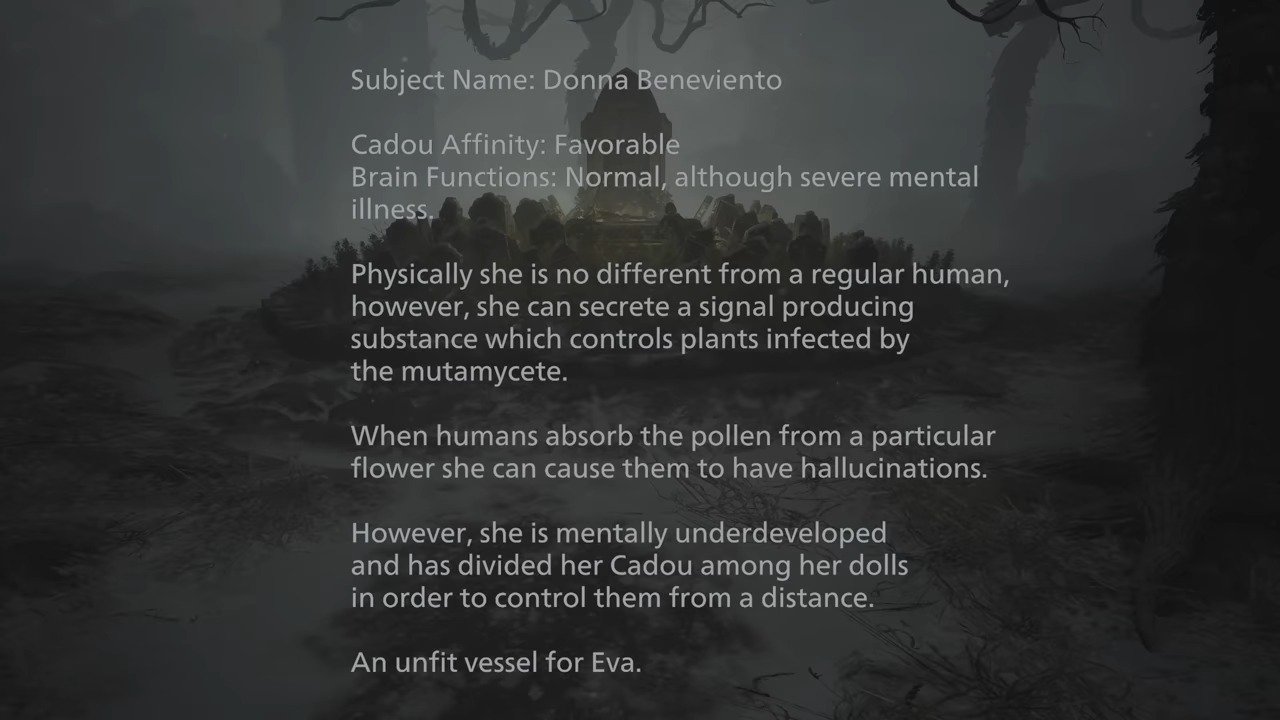 Subject Name: Donna Beneviento
Cadou Affinity: Favorable
Brain Functions: Normal, although severe mental
illness.
Physically she is no different from a regular human,
however, she can secrete a signal producing
substance which controls plants infected by
the mutamycete.
When humans absorb the pollen from a particular
flower she can cause them to have hallucinations.
However, she is mentally underdeveloped
and has divided her Cadou among her dolls
in order to control them from a distance.
An unfit vessel for Eva.